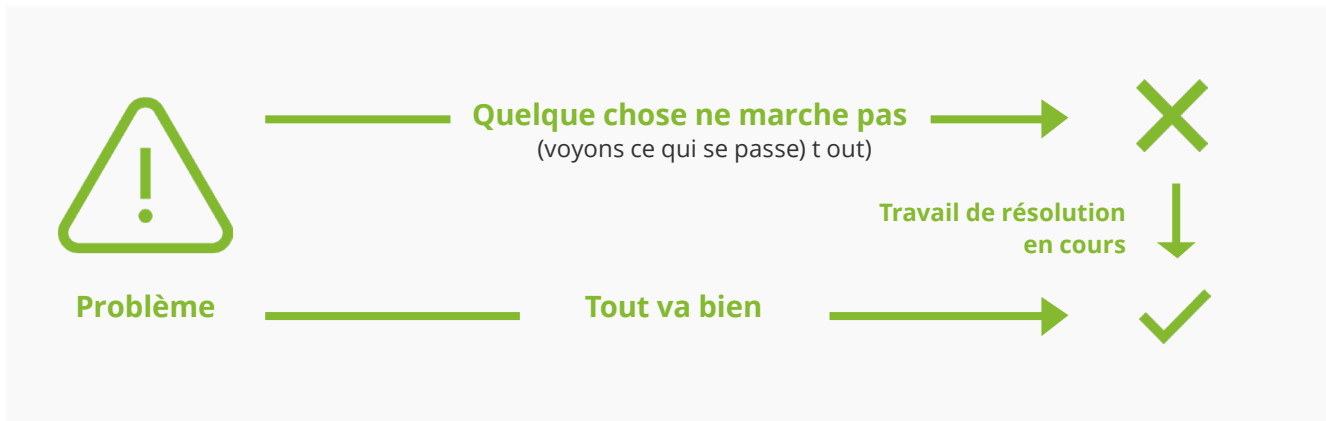 Quelque chose ne marche pas
(voyons ce qui se passe) t out)
Travail de résolution
en cours
Problème
Tout va bien